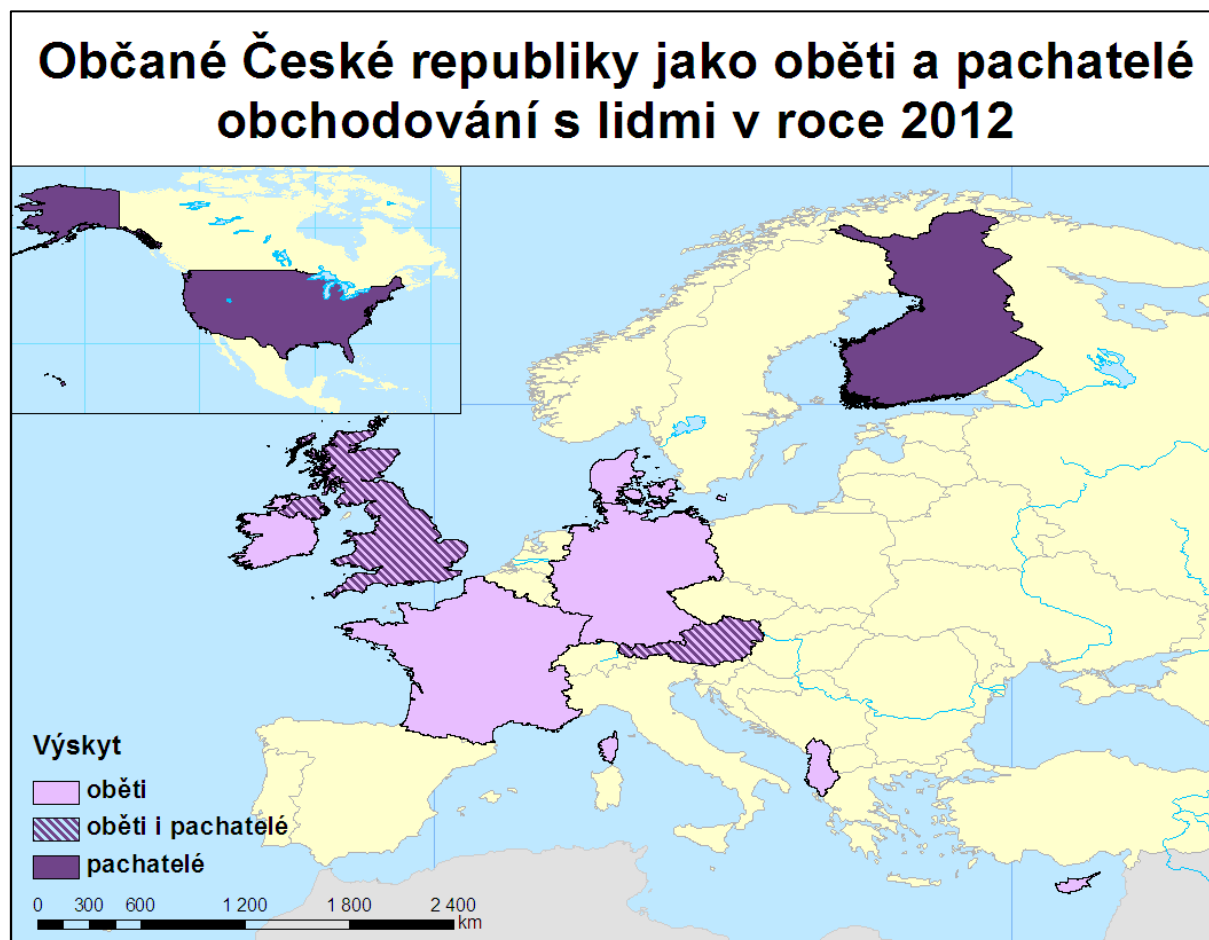 Občané České republiky jako oběti a pachatelé
obchodování s lidmi v roce 2012
Výskyt
oběti
oběti i pachatelé
pachatelé
0 300 600 1 200 1 800 2 400
km